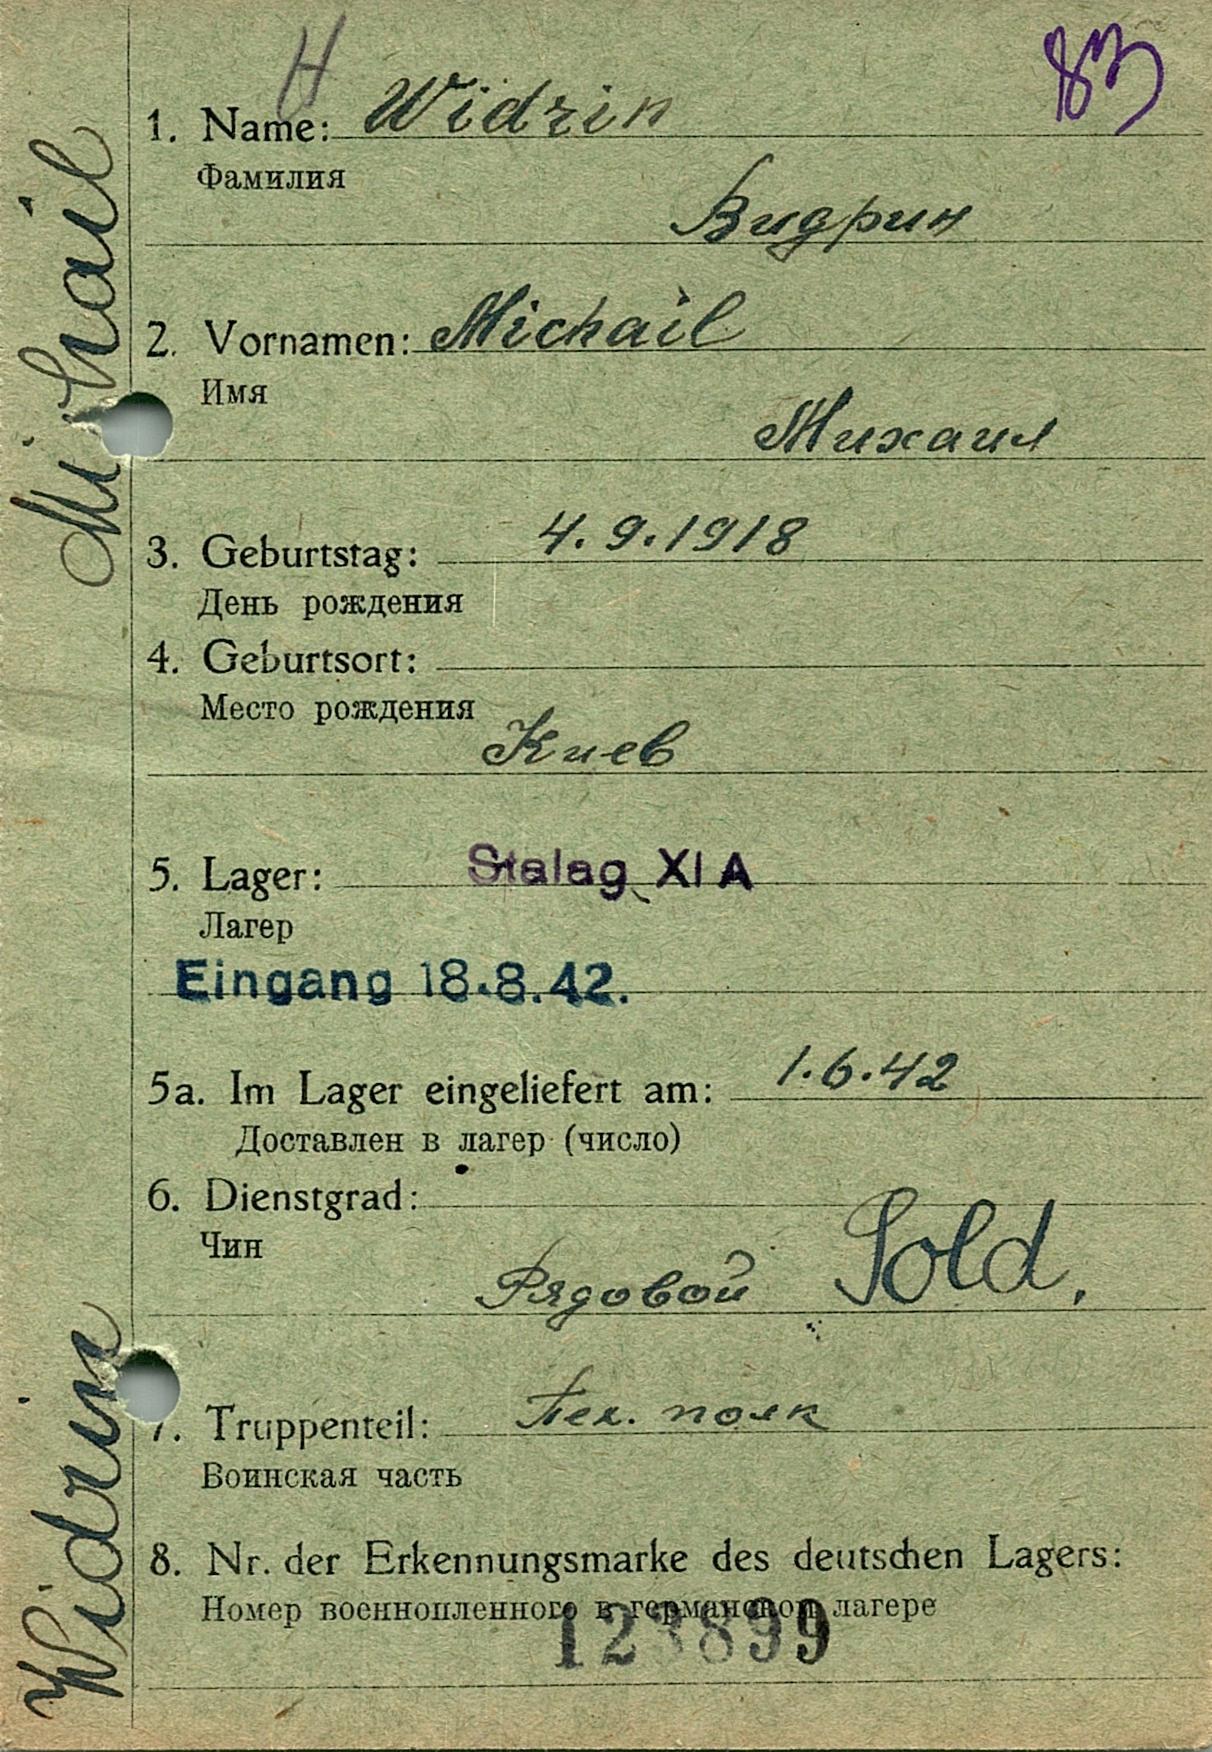 H
83
1. Name: Widrin
Фамилия
Видрин
2. Vornamen: Michail
Имя
Михаил
3. Geburtstag: 4.9.1918
День рождения
4. Geburtsort:
Место рождения
Киев
5. Lager: Stalag XI A
Лагер
Eingang 18.8.42.
5a. Im Lager eingeliefert am: 1.6.42
Доставлен в лагер (число)
6. Dienstgrad:
Чин
Рядовой Sold.
7. Truppenteil: Пех. полк
Воинская часть
8. Nr. der Erkennungsmarke des deutschen Lagers:
Номер военнопленного в германском лагере
123899
Widrin Michail